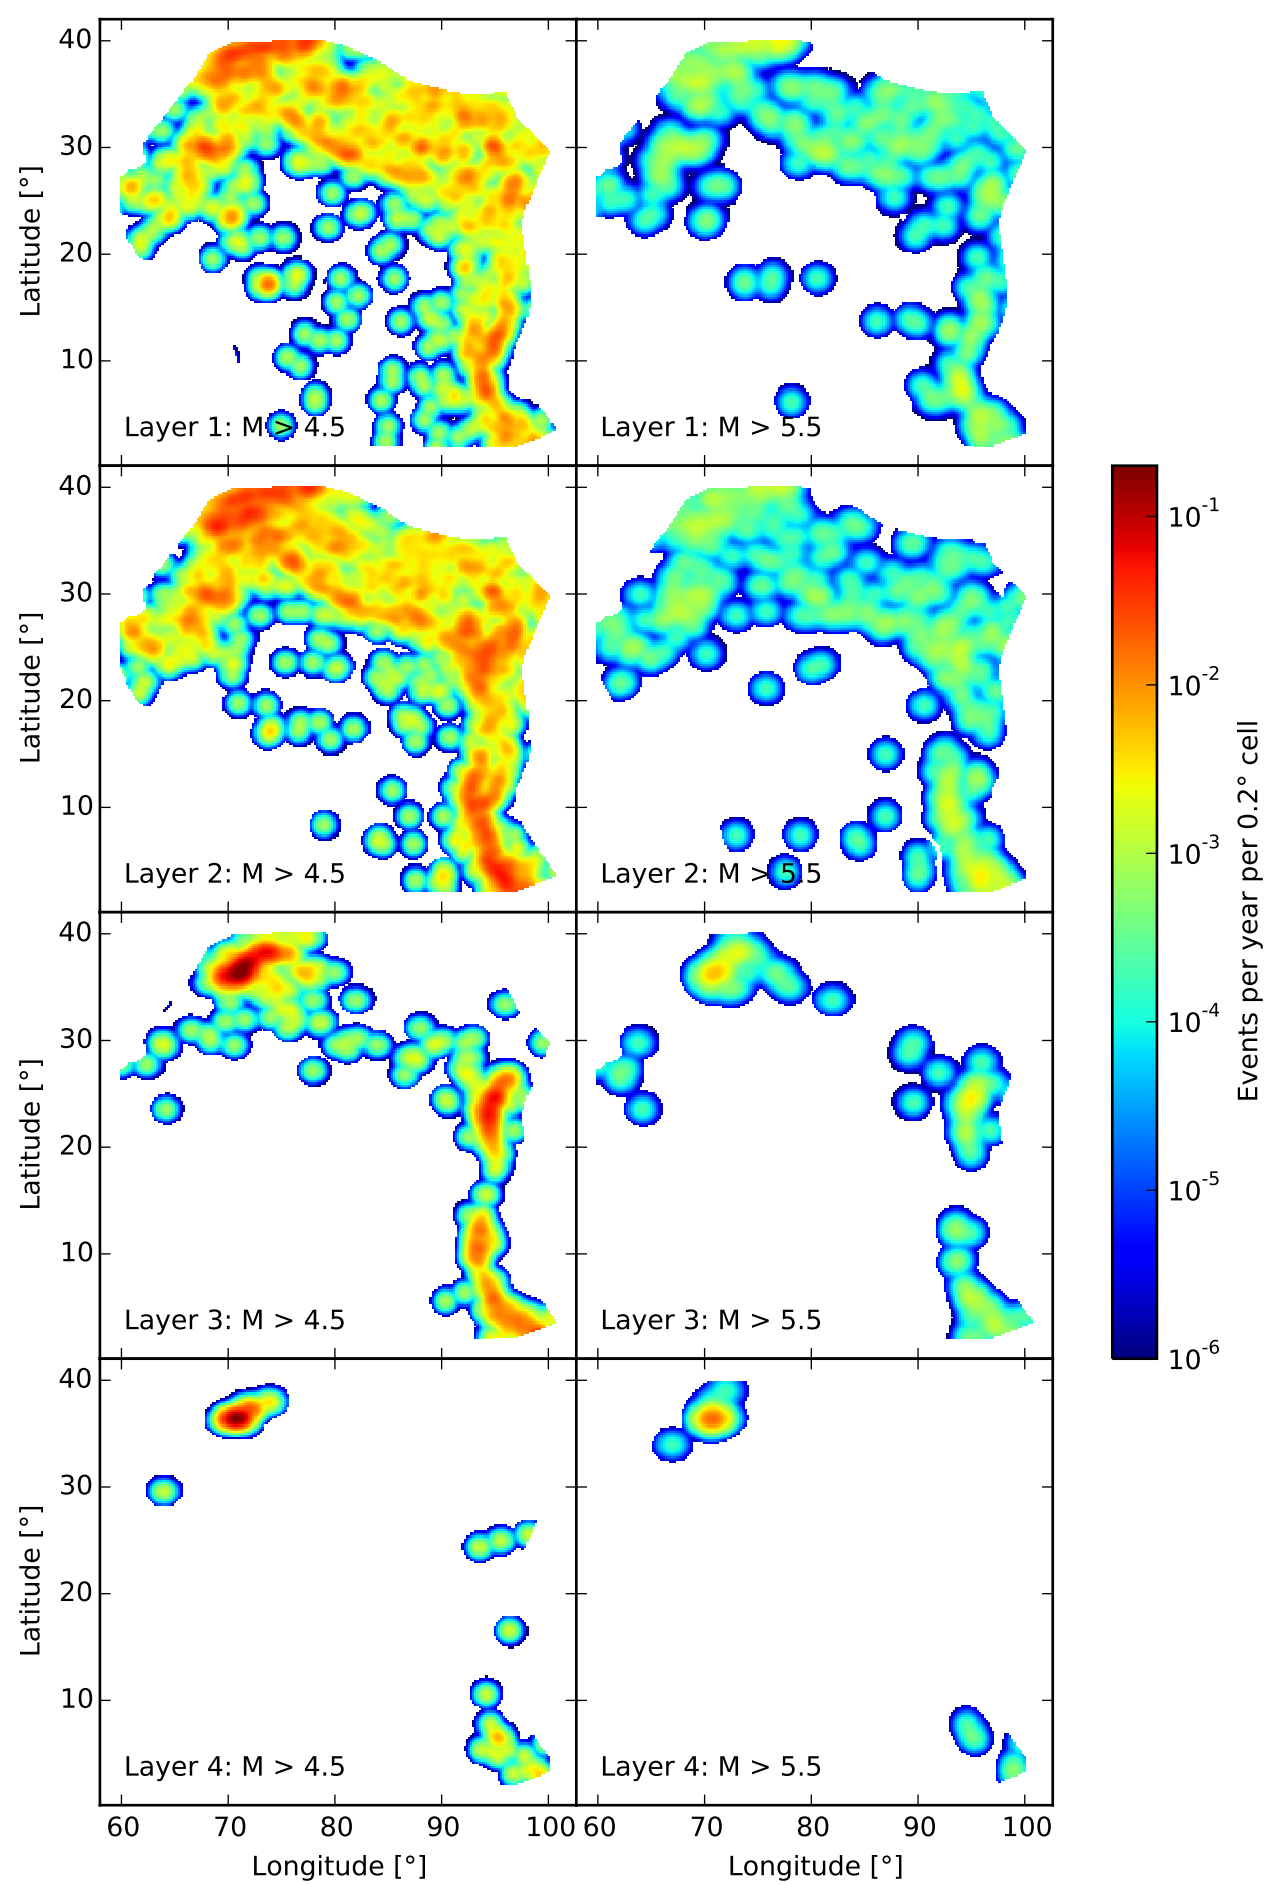 40
30
20
10
Latitude [°]
Layer 1: M > 4.5
Layer 1: M > 5.5
40
30
20
10
Latitude [°]
Layer 2: M > 4.5
Layer 2: M > 5.5
40
30
20
10
Latitude [°]
Layer 3: M > 4.5
Layer 3: M > 5.5
40
30
20
10
Latitude [°]
Layer 4: M > 4.5
Layer 4: M > 5.5
60 70 80 90 100
60 70 80 90 100
Longitude [°]
Longitude [°]
10^-1
10^-2
10^-3
10^-4
10^-5
10^-6
Events per year per 0.2° cell